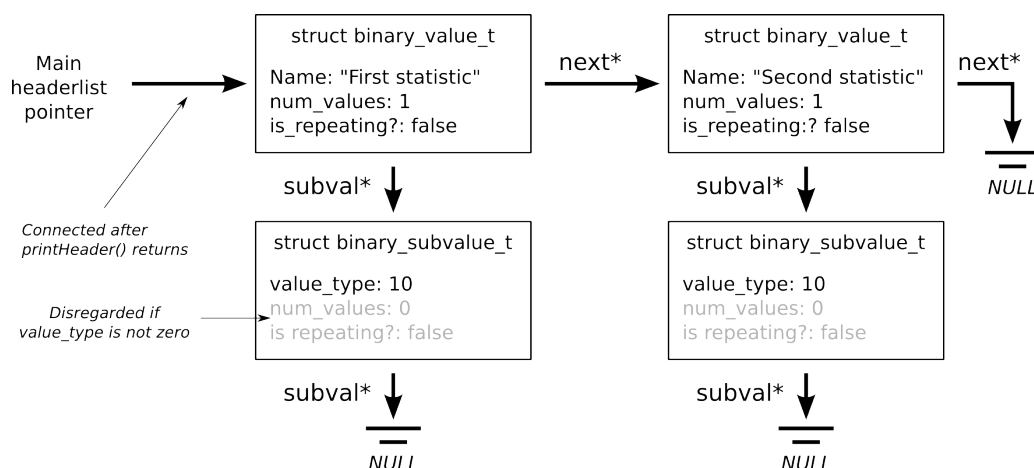 Main
headerlist
pointer
struct binary_value_t
Name: "First statistic"
num_values: 1
is_repeating?: false
next*
struct binary_value_t
Name: "Second statistic"
num_values: 1
is_repeating:? false
next*
NULL
Connected after
printHeader() returns
subval*
subval*
struct binary_subvalue_t
value_type: 10
num_values: 0
is repeating?: false
struct binary_subvalue_t
value_type: 10
num_values: 0
is repeating?: false
Disregarded if
value_type is not zero
subval*
NULL
subval*
NULL